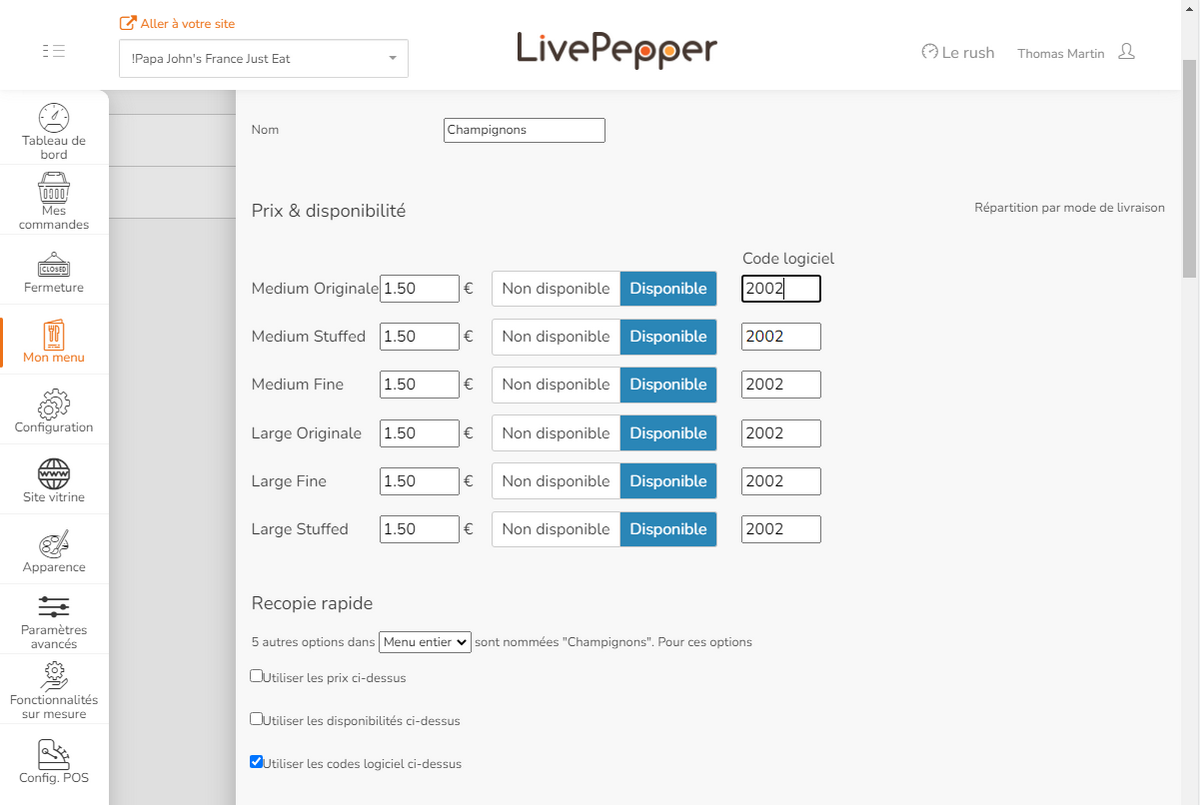 Aller à votre site
!Papa John's France Just Eat
LivePepper
Le rush
Thomas Martin
Tableau de
bord
Mes
commandes
CLOSED
Fermeture
Mon menu
Configuration
WWW
Site vitrine
Apparence
Paramètres
avancés
Fonctionnalités
sur mesure
Config. POS
Nom
Champignons
Prix & disponibilité
Répartition par mode de livraison
Code logiciel
Medium Originale 1.50 € Non disponible Disponible 2002
Medium Stuffed 1.50 € Non disponible Disponible 2002
Medium Fine 1.50 € Non disponible Disponible 2002
Large Originale 1.50 € Non disponible Disponible 2002
Large Fine 1.50 € Non disponible Disponible 2002
Large Stuffed 1.50 € Non disponible Disponible 2002
Recopie rapide
5 autres options dans Menu entier sont nommées "Champignons". Pour ces options
Utiliser les prix ci-dessus
Utiliser les disponibilités ci-dessus
Utiliser les codes logiciel ci-dessus